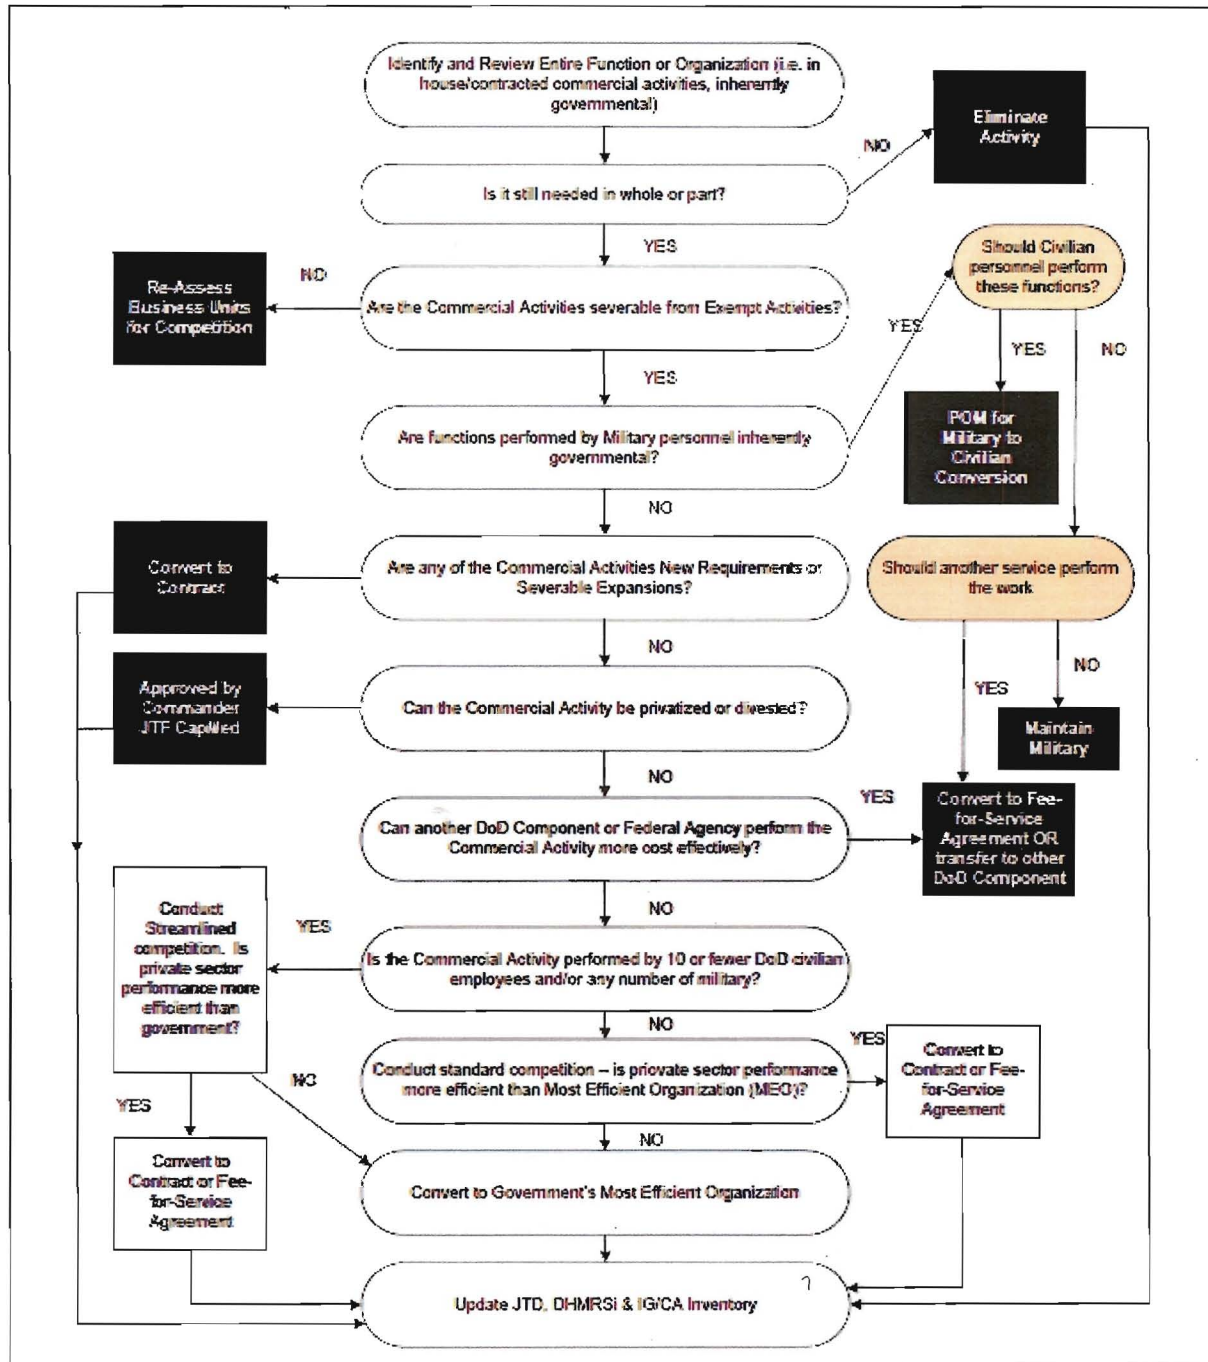 Identify and Review Entire Function or Organization (i.e. in
house/contracted commercial activities, inherently
governmental)
NO
Eliminate
Activity
Is it still needed in whole or part?
YES
Should Civilian
personnel perform
these functions?
NO
Re-Assess
Business Units
for Competition
Are the Commercial Activities severable from Exempt Activities?
YES
YES
NO
YES
POM for
Military to
Civilian
Conversion
Are functions performed by Military personnel inherently
governmental?
NO
Convert to
Contract
Are any of the Commercial Activities New Requirements or
Severable Expansions?
Should another service perform
the work
NO
Approved by
Commander
JTF CapMed
Can the Commercial Activity be privatized or divested?
YES
NO
Maintain
Military
NO
YES
Can another DoD Component or Federal Agency perform the
Commercial Activity more cost effectively?
Convert to Fee-
for-Service
Agreement OR
transfer to other
DoD Component
NO
Conduct
Streamlined
competition. Is
private sector
performance more
efficient than
government?
YES
Is the Commercial Activity performed by 10 or fewer DoD civilian
employees and/or any number of military?
NO
Conduct standard competition – is priovate sector performance
more efficient than Most Efficient Organization (MEO)?
YES
Convert to
Contract or Fee-
for-Service
Agreement
NO
YES
NO
Convert to
Contract or Fee-
for-Service
Agreement
Convert to Government's Most Efficient Organization
Update JTD, DHMRSi & IG/CA Inventory